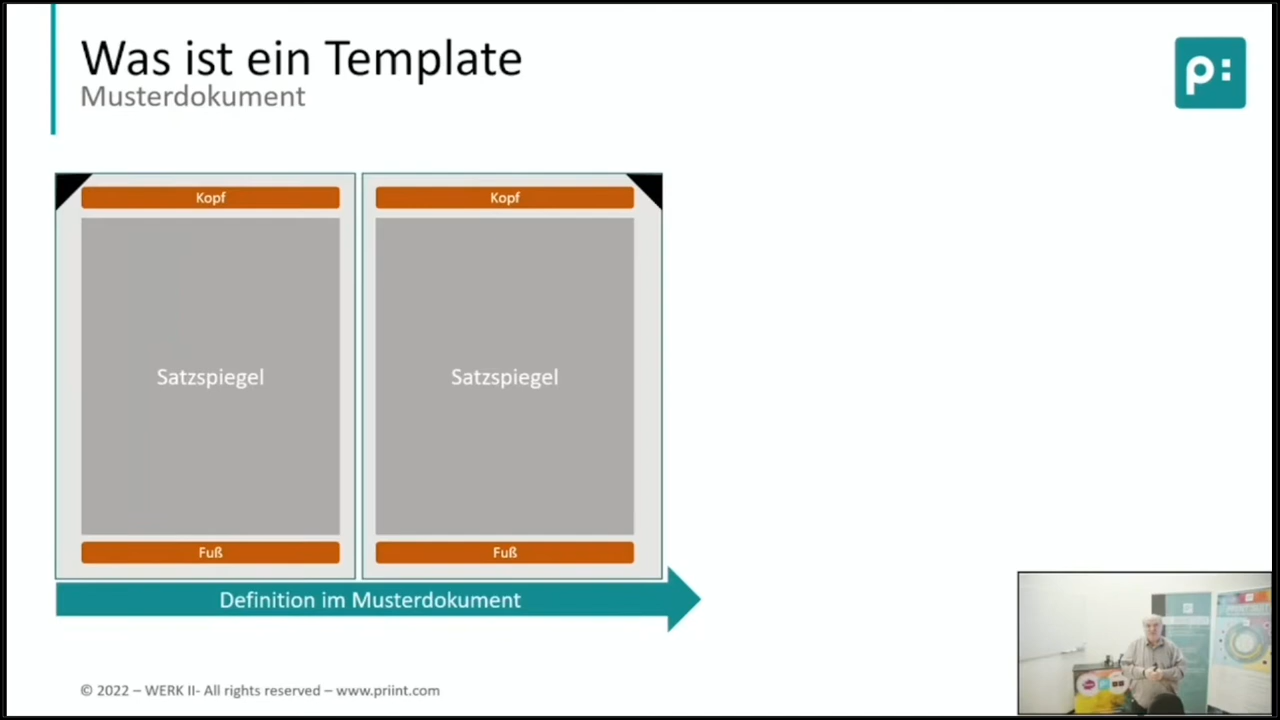 Was ist ein Template
Musterdokument
p:
Kopf
Kopf
Satzspiegel
Satzspiegel
Fuß
Fuß
Definition im Musterdokument
© 2022 – WERK II- All rights reserved – www.priint.com